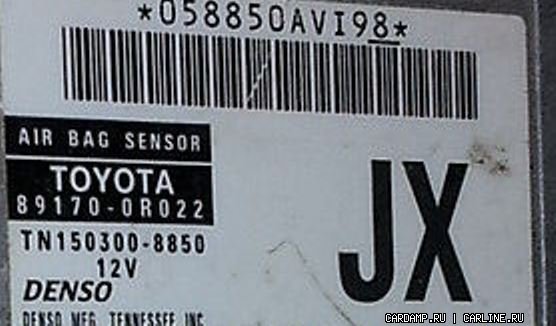 *058850AVI98*
AIR BAG SENSOR
TOYOTA
89170-0R022
JX
TN150300-8850
12V
DENSO
DENSO MFG. TENNESSEE INC
CARDAMP.RU | CARLINE.RU